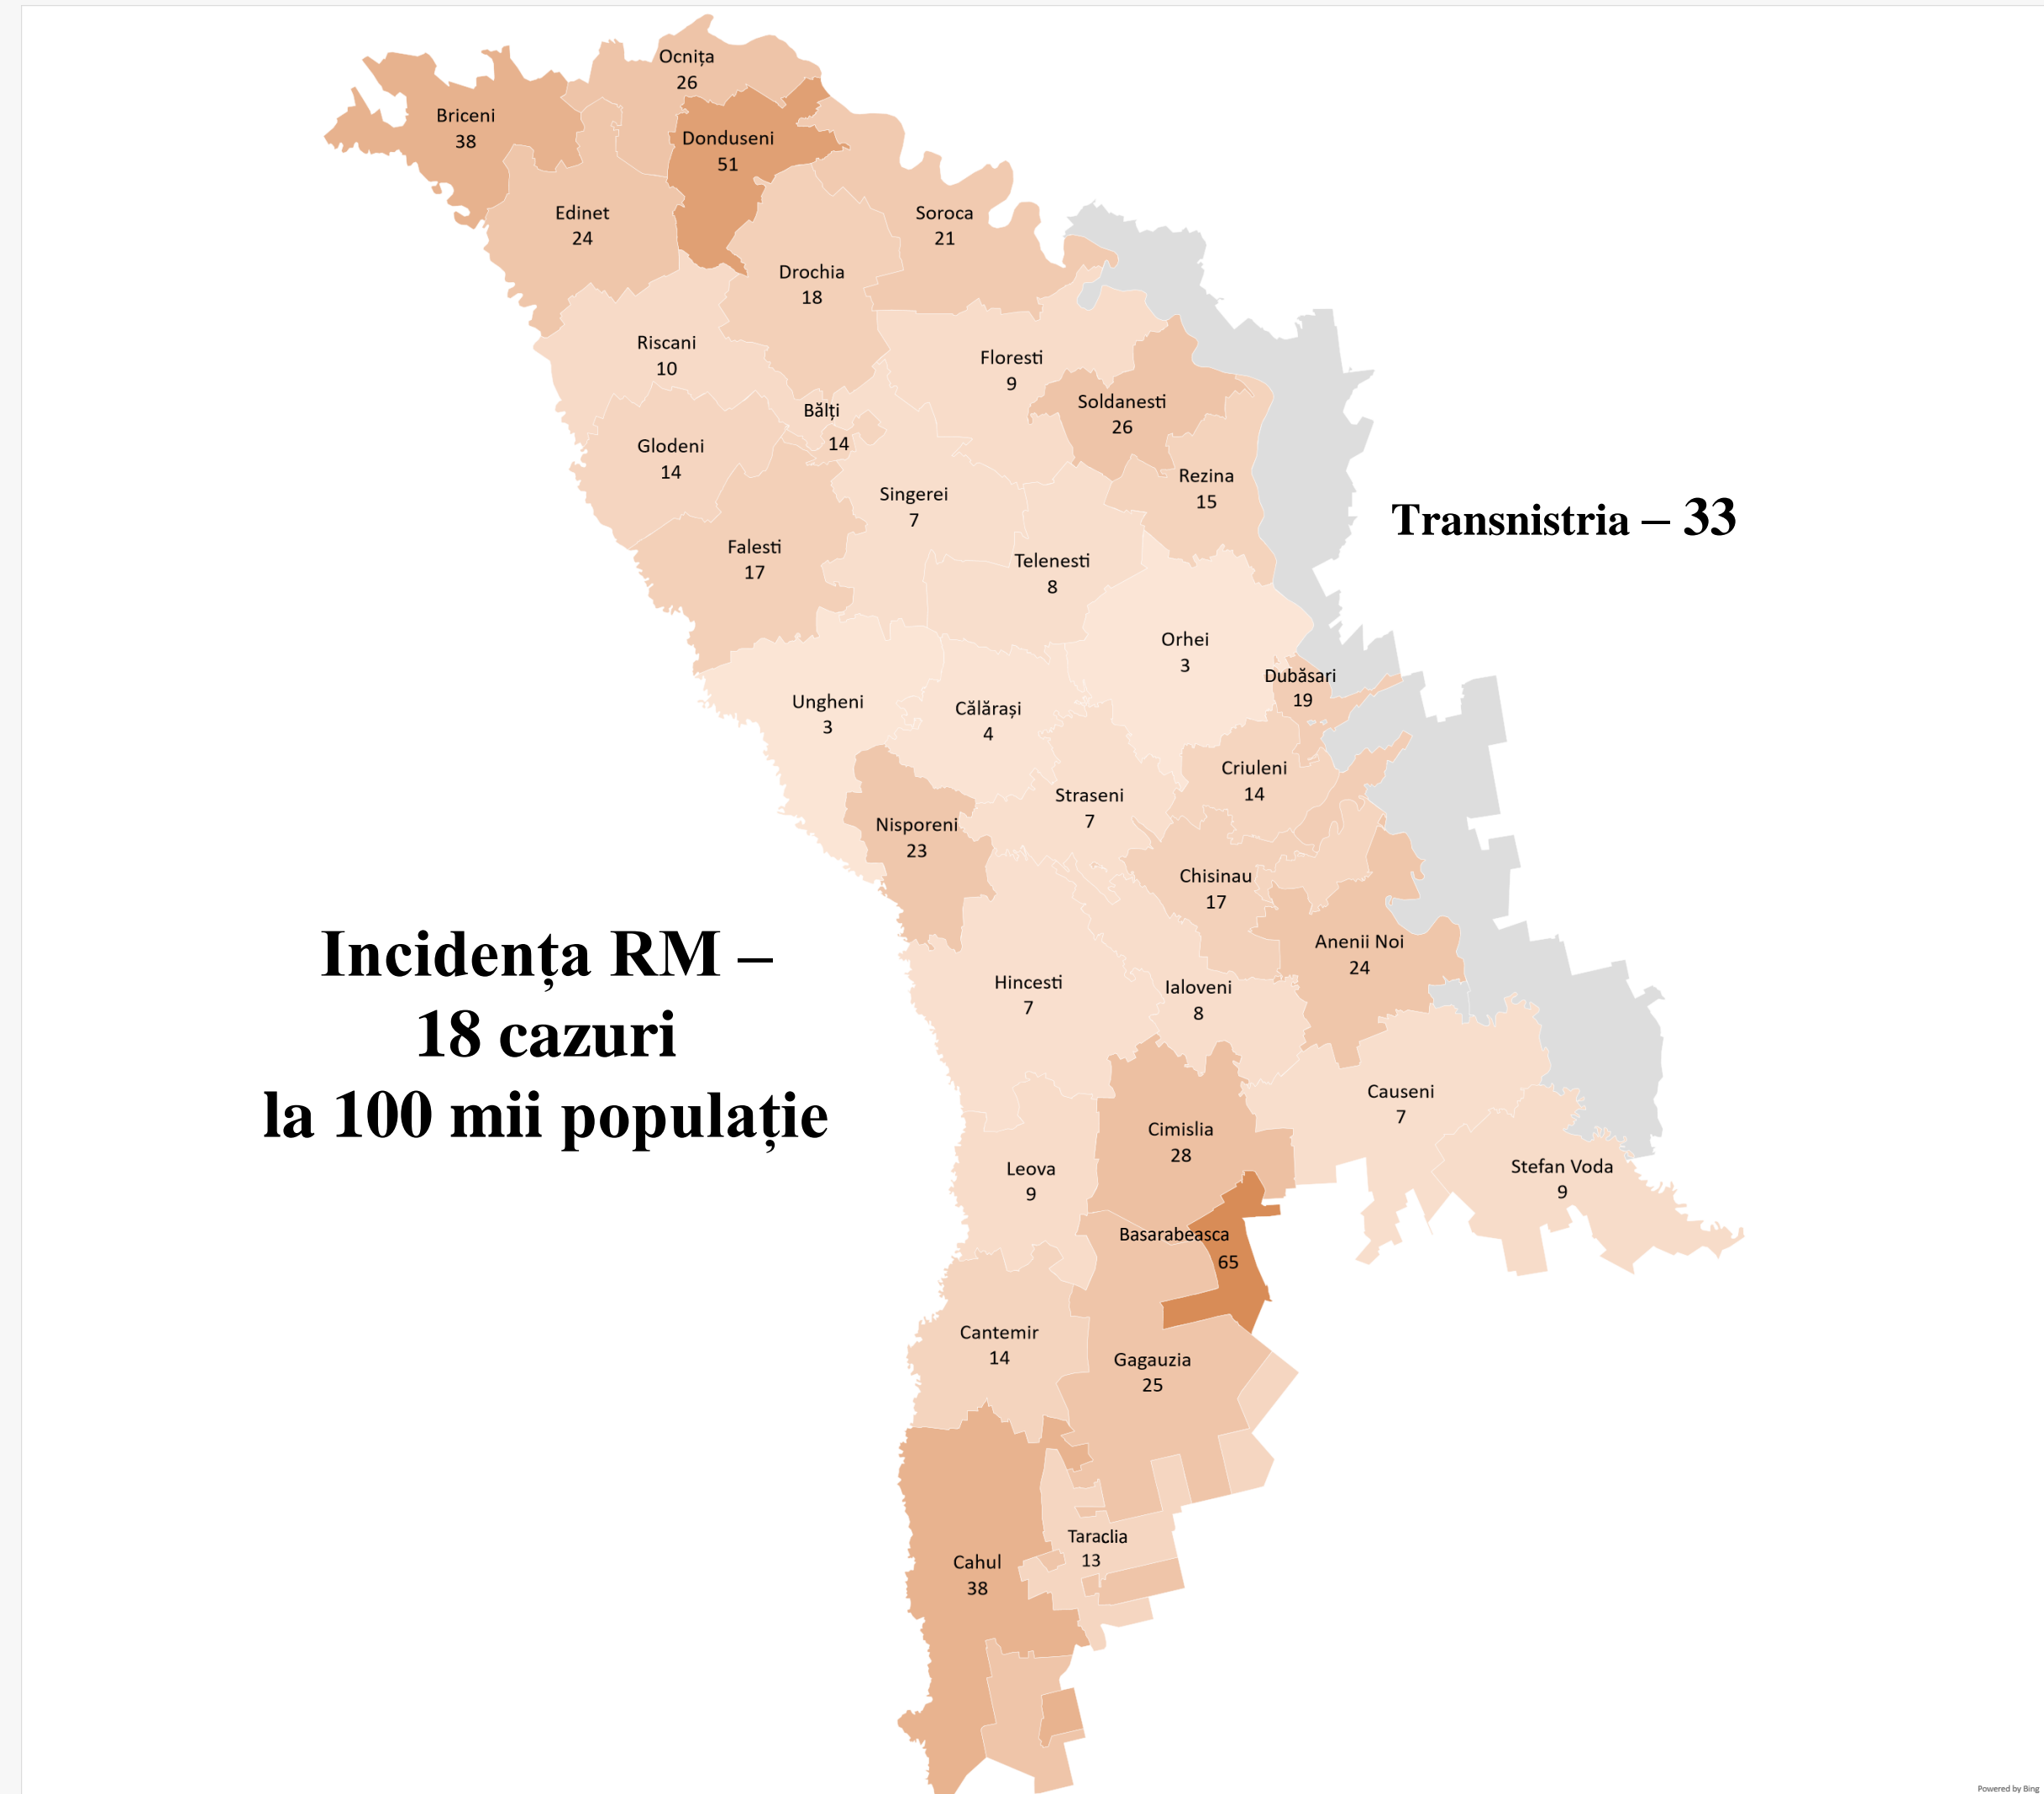 Ocnița
26
Briceni
38
Donduseni
51
Edinet
24
Soroca
21
Drochia
18
Riscani
10
Floresti
9
Soldanesti
26
Bălți
14
Glodeni
14
Rezina
15
Singerei
7
Transnistria – 33
Falesti
17
Telenesti
8
Orhei
3
Dubăsari
19
Ungheni
3
Călărași
4
Criuleni
14
Straseni
7
Nisporeni
23
Chisinau
17
Anenii Noi
24
Incidența RM –
18 cazuri
la 100 mii populație
Hincesti
7
Ialoveni
8
Causeni
7
Cimislia
28
Leova
9
Stefan Voda
9
Basarabeasca
65
Cantemir
14
Gagauzia
25
Taraclia
13
Cahul
38
Powered by Bing